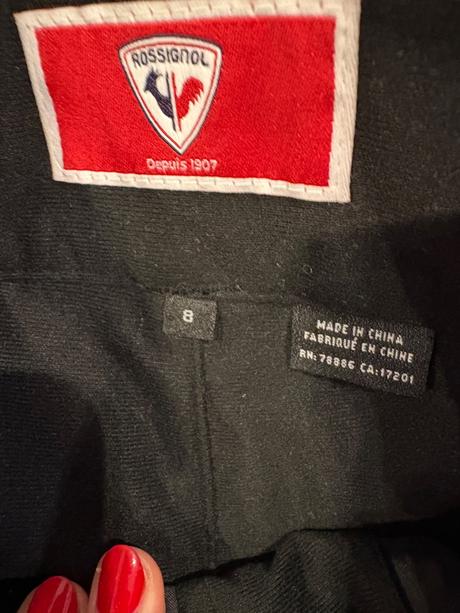 ROSSIGNOL
Depuis 1907
8
MADE IN CHINA
FABRIQUÉ EN CHINE
RN: 78886 CA:17201